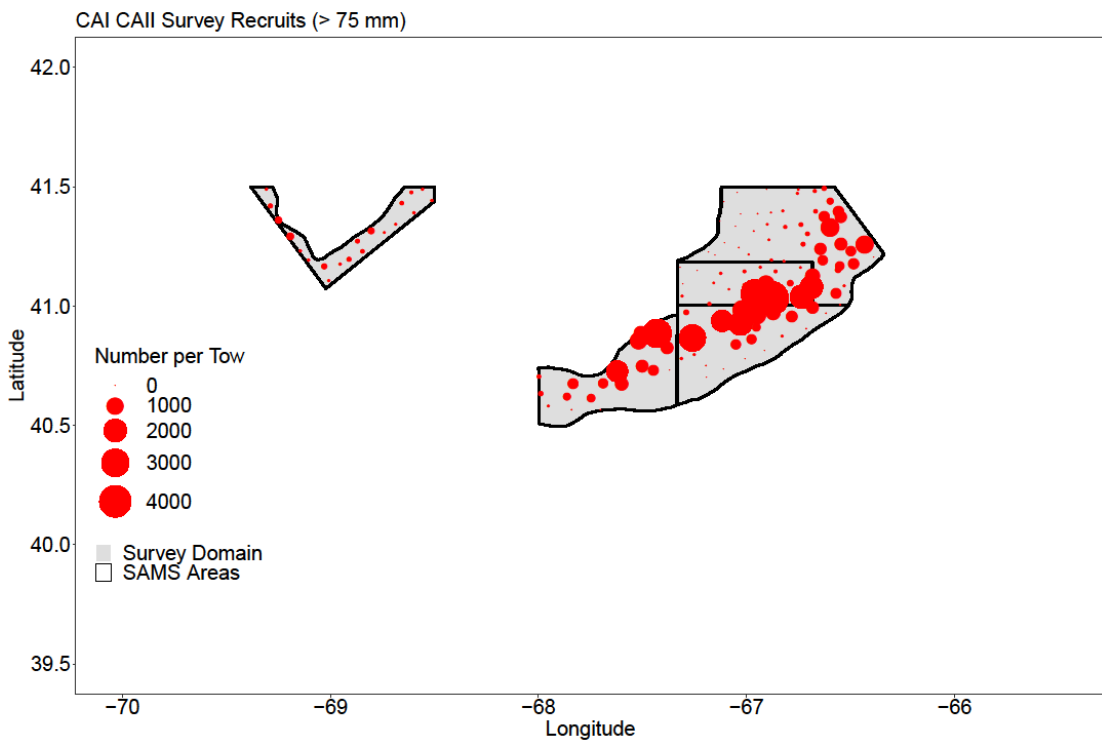 CAI CAII Survey Recruits (> 75 mm)
42.0
41.5
41.0
40.5
40.0
39.5
Latitude
Number per Tow
0
1000
2000
3000
4000
Survey Domain
SAMS Areas
−70
−69
−68
−67
−66
Longitude